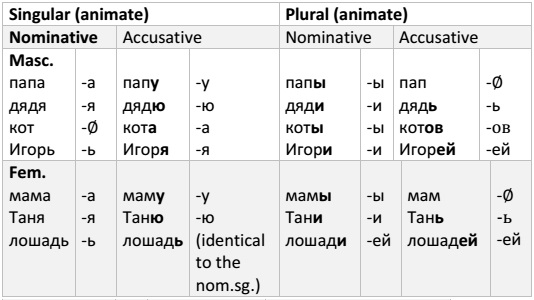 Singular (animate) Plural (animate)
Nominative Accusative Nominative Accusative
Masc.
папа -а папу -у папы -ы пап -Ø
дядя -я дядю -ю дяди -и дядь -ь
кот -Ø кота -а коты -ы котов -ов
Игорь -ь Игоря -я Игори -и Игорей -ей
Fem.
мама -а маму -у мамы -ы мам -Ø
Таня -я Таню -ю Тани -и Тань -ь
лошадь -ь лошадь (identical лошади -ей лошадей -ей
to the
nom.sg.)